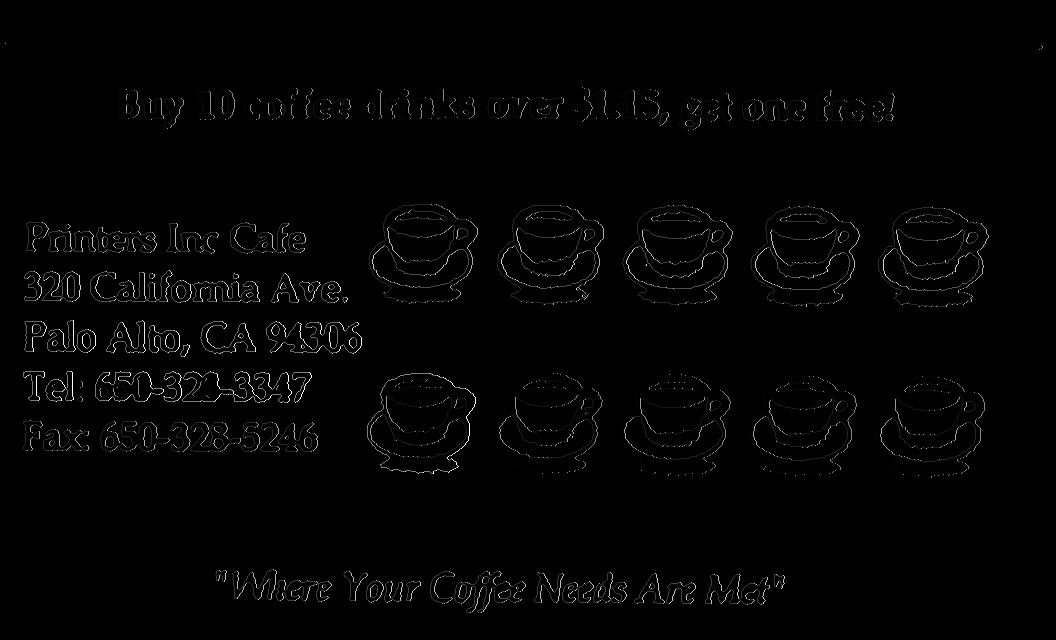 Buy 10 coffee drinks over $1.15, get one free!
Printers Inc Cafe
320 California Ave.
Palo Alto, CA 94306
Tel: 650-323-3347
Fax: 650-328-5246
"Where Your Coffee Needs Are Met"